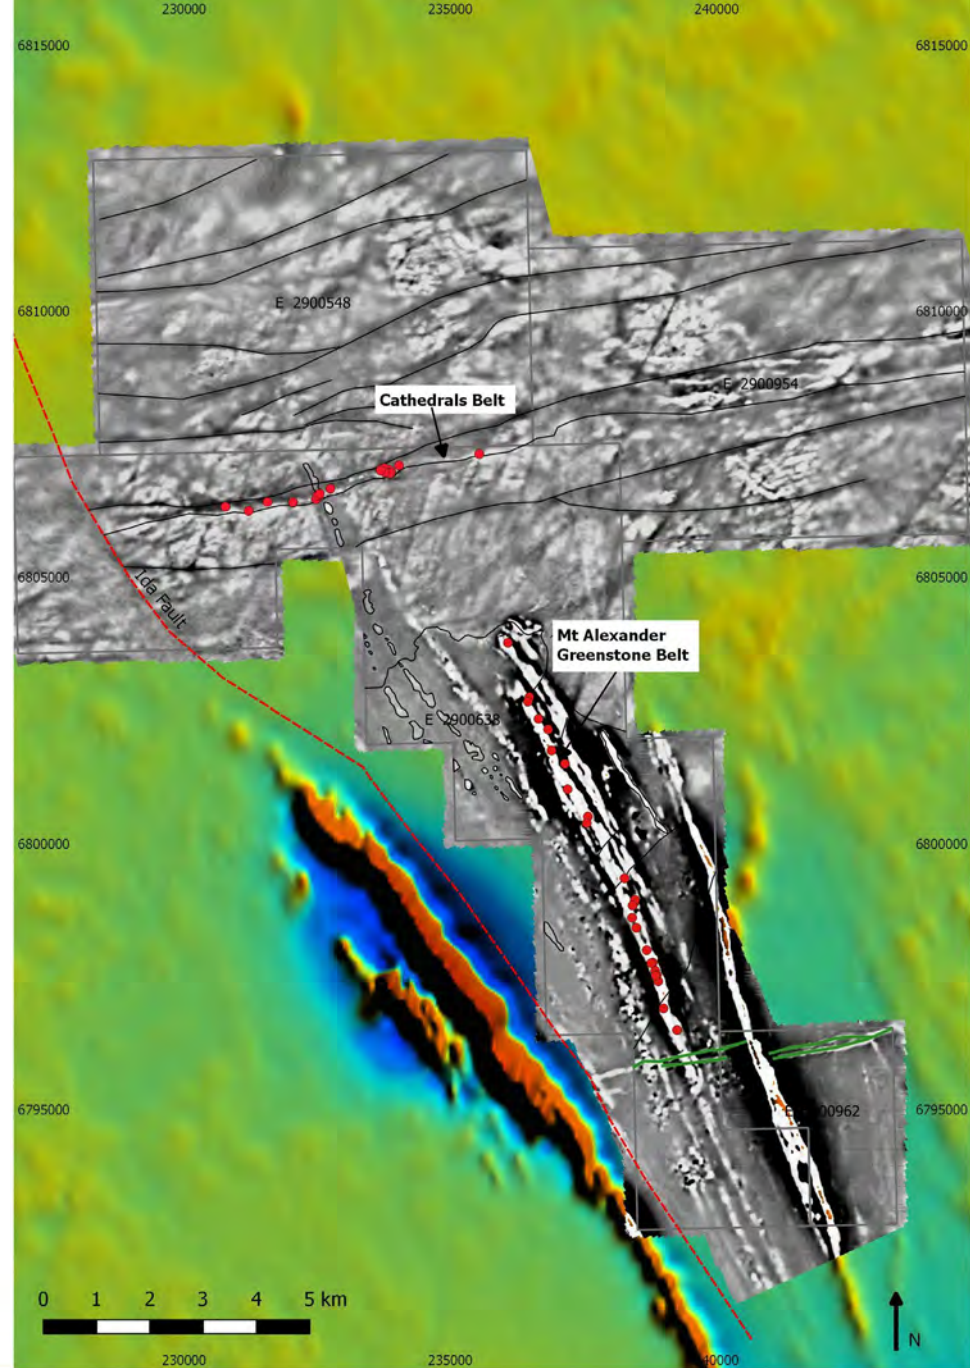 230000 235000 240000
6815000 6815000
6810000 6810000
E 2900548
E 2900954
Cathedrals Belt
6805000 6805000
Ida Fault
Mt Alexander
Greenstone Belt
E 2900638
6800000 6800000
6795000 6795000
0 1 2 3 4 5 km
N
230000 235000 240000